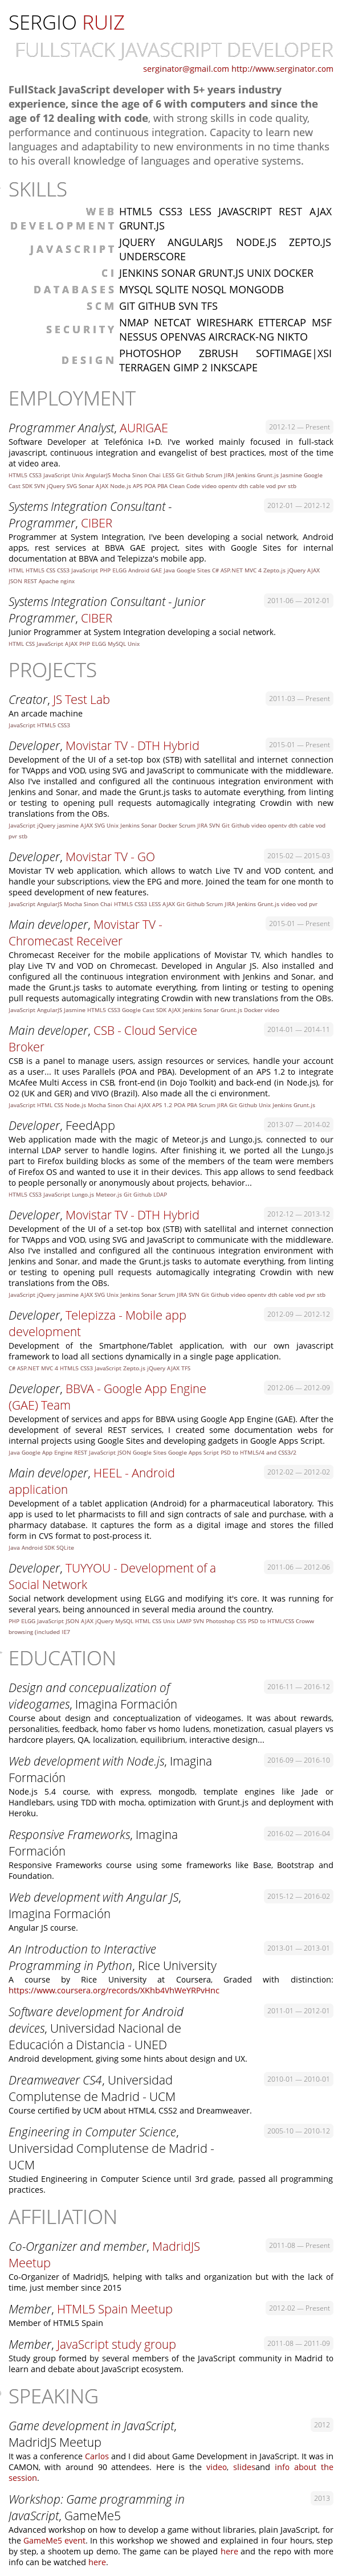 SERGIO RUIZ
FULLSTACK JAVASCRIPT DEVELOPER
serginator@gmail.com http://www.serginator.com
FullStack JavaScript developer with 5+ years industry
experience, since the age of 6 with computers and since the
age of 12 dealing with code, with strong skills in code quality,
performance and continuous integration. Capacity to learn new
languages and adaptability to new environments in no time thanks
to his overall knowledge of languages and operative systems.
SKILLS
WEB DEVELOPMENT HTML5 CSS3 LESS JAVASCRIPT REST AJAX
GRUNT.JS
JAVASCRIPT JQUERY ANGULARJS NODE.JS ZEPTO.JS
UNDERSCORE
CI JENKINS SONAR GRUNT.JS UNIX DOCKER
DATABASES MYSQL SQLITE NOSQL MONGODB
SCM GIT GITHUB SVN TFS
SECURITY NMAP NETCAT WIRESHARK ETTERCAP MSF
NESSUS OPENVAS AIRCRACK-NG NIKTO
DESIGN PHOTOSHOP ZBRUSH SOFTIMAGE|XSI
TERRAGEN GIMP 2 INKSCAPE
EMPLOYMENT
Programmer Analyst, AURIGAE 2012-12 — Present
Software Developer at Telefónica I+D. I've worked mainly focused in full-stack
javascript, continuous integration and evangelist of best practices, most of the time
at video area.
HTML5 CSS3 JavaScript Unix AngularJS Mocha Sinon Chai LESS Git Github Scrum JIRA Jenkins Grunt.js Jasmine Google
Cast SDK SVN jQuery SVG Sonar AJAX Node.js APS POA PBA Clean Code video opentv dth cable vod pvr stb
Systems Integration Consultant - 2012-01 — 2012-12
Programmer, CIBER
Programmer at System Integration, I've been developing a social network, Android
apps, rest services at BBVA GAE project, sites with Google Sites for internal
documentation at BBVA and Telepizza's mobile app.
HTML HTML5 CSS CSS3 JavaScript PHP ELGG Android GAE Java Google Sites C# ASP.NET MVC 4 Zepto.js jQuery AJAX
JSON REST Apache nginx
Systems Integration Consultant - Junior 2011-06 — 2012-01
Programmer, CIBER
Junior Programmer at System Integration developing a social network.
HTML CSS JavaScript AJAX PHP ELGG MySQL Unix
PROJECTS
Creator, JS Test Lab 2011-03 — Present
An arcade machine
JavaScript HTML5 CSS3
Developer, Movistar TV - DTH Hybrid 2015-01 — Present
Development of the UI of a set-top box (STB) with satellital and internet connection
for TVApps and VOD, using SVG and JavaScript to communicate with the middleware.
Also I've installed and configured all the continuous integration environment with
Jenkins and Sonar, and made the Grunt.js tasks to automate everything, from linting
or testing to opening pull requests automagically integrating Crowdin with new
translations from the OBs.
JavaScript jQuery jasmine AJAX SVG Unix Jenkins Sonar Docker Scrum JIRA SVN Git Github video opentv dth cable vod
pvr stb
Developer, Movistar TV - GO 2015-02 — 2015-03
Movistar TV web application, which allows you to watch Live TV and VOD content, and
handle your subscriptions, view the EPG and more. Joined the team for one month to
speed development of new features.
JavaScript AngularJS Mocha Sinon Chai HTML5 CSS3 LESS AJAX Git Github Scrum JIRA Jenkins Grunt.js video vod pvr
Main developer, Movistar TV - 2015-01 — Present
Chromecast Receiver
Chromecast Receiver for the mobile applications of Movistar TV, which handles to
play Live TV and VOD on Chromecast. Developed in Angular JS. Also installed and
configured all the continuous integration environment with Jenkins and Sonar, and
made the Grunt.js tasks to automate everything, from linting or testing to opening
pull requests automagically integrating Crowdin with new translations from the OBs.
JavaScript AngularJS Jasmine HTML5 CSS3 Google Cast SDK AJAX Jenkins Sonar Grunt.js Docker video
Main developer, CSB - Cloud Service 2014-01 — 2014-11
Broker
CSB is a panel to manage users, assign resources or services, handle your account
as a user... It uses Parallels (POA and PBA). Development of an APS 1.2 to integrate
McAfee Multi Access in CSB, front-end (in Dojo Toolkit) and back-end (in Node.js), for
O2 (UK and GER) and VIVO (Brazil). Also made all the ci environment.
JavaScript HTML CSS Node.js Mocha Sinon Chai AJAX APS 1.2 POA PBA Scrum JIRA Git Github Unix Jenkins Grunt.js
Developer, FeedApp 2013-07 — 2014-02
Web application made with the magic of Meteor.js and Lungo.js, connected to our
internal LDAP server to handle logins. After finishing it, we ported all the Lungo.js
part to Firefox building blocks as some of the members of the team were members
of Firefox OS and wanted to use it in their devices. This app allows to send feedback
to people personally or anonymously about projects, behavior...
HTML5 CSS3 JavaScript Lungo.js Meteor.js Git Github LDAP
Developer, Movistar TV - DTH Hybrid 2012-12 — 2013-12
Development of the UI of a set-top box (STB) with satellital and internet connection
for TVApps and VOD, using SVG and JavaScript to communicate with the middleware.
Also I've installed and configured all the continuous integration environment with
Jenkins and Sonar, and made the Grunt.js tasks to automate everything, from linting
or testing to opening pull requests automagically integrating Crowdin with new
translations from the OBs.
JavaScript jQuery jasmine AJAX SVG Unix Jenkins Sonar Scrum JIRA SVN Git Github video opentv dth cable vod pvr stb
Developer, Telepizza - Mobile app 2012-09 — 2012-12
development
Development of the Smartphone/Tablet application, with our own javascript
framework to load all sections dynamically in a single page application.
C# ASP.NET MVC 4 HTML5 CSS3 JavaScript Zepto.js jQuery AJAX TFS
Developer, BBVA - Google App Engine 2012-06 — 2012-09
(GAE) Team
Development of services and apps for BBVA using Google App Engine (GAE). After the
development of several REST services, I created some documentation webs for
internal projects using Google Sites and developing gadgets in Google Apps Script.
Java Google App Engine REST JavaScript JSON Google Sites Google Apps Script PSD to HTML5/4 and CSS3/2
Main developer, HEEL - Android 2012-02 — 2012-02
application
Development of a tablet application (Android) for a pharmaceutical laboratory. This
app is used to let pharmacists to fill and sign contracts of sale and purchase, with a
pharmacy database. It captures the form as a digital image and stores the filled
form in CVS format to post-process it.
Java Android SDK SQLite
Developer, TUYYOU - Development of a 2011-06 — 2012-06
Social Network
Social network development using ELGG and modifying it's core. It was running for
several years, being announced in several media around the country.
PHP ELGG JavaScript JSON AJAX jQuery MySQL HTML CSS Unix LAMP SVN Photoshop CS5 PSD to HTML/CSS Cross
browsing (included IE7
EDUCATION
Design and concepualization of 2016-11 — 2016-12
videogames, Imagina Formación
Course about design and conceptualization of videogames. It was about rewards,
personalities, feedback, homo faber vs homo ludens, monetization, casual players vs
hardcore players, QA, localization, equilibrium, interactive design...
Web development with Node.js, Imagina 2016-09 — 2016-10
Formación
Node.js 5.4 course, with express, mongodb, template engines like Jade or
Handlebars, using TDD with mocha, optimization with Grunt.js and deployment with
Heroku.
Responsive Frameworks, Imagina 2016-02 — 2016-04
Formación
Responsive Frameworks course using some frameworks like Base, Bootstrap and
Foundation.
Web development with Angular JS, 2015-12 — 2016-02
Imagina Formación
Angular JS course.
An Introduction to Interactive 2013-01 — 2013-01
Programming in Python, Rice University
A course by Rice University at Coursera, Graded with distinction:
https://www.coursera.org/records/XKhb4VhWeYRPvHnc
Software development for Android 2011-01 — 2012-01
devices, Universidad Nacional de
Educación a Distancia - UNED
Android development, giving some hints about design and UX.
Dreamweaver CS4, Universidad 2010-01 — 2010-01
Complutense de Madrid - UCM
Course certified by UCM about HTML4, CSS2 and Dreamweaver.
Engineering in Computer Science, 2005-10 — 2010-12
Universidad Complutense de Madrid -
UCM
Studied Engineering in Computer Science until 3rd grade, passed all programming
practices.
AFFILIATION
Co-Organizer and member, MadridJS 2011-08 — Present
Meetup
Co-Organizer of MadridJS, helping with talks and organization but with the lack of
time, just member since 2015
Member, HTML5 Spain Meetup 2012-02 — Present
Member of HTML5 Spain
Member, JavaScript study group 2011-08 — 2011-09
Study group formed by several members of the JavaScript community in Madrid to
learn and debate about JavaScript ecosystem.
SPEAKING
Game development in JavaScript, 2012
MadridJS Meetup
It was a conference Carlos and I did about Game Development in JavaScript. It was in
CAMON, with around 90 attendees. Here is the video, slidesand info about the
session.
Workshop: Game programming in 2013
JavaScript, GameMe5
Advanced workshop on how to develop a game without libraries, plain JavaScript, for
the GameMe5 event. In this workshop we showed and explained in four hours, step
by step, a shootem up demo. The game can be played here and the repo with more
info can be watched here.